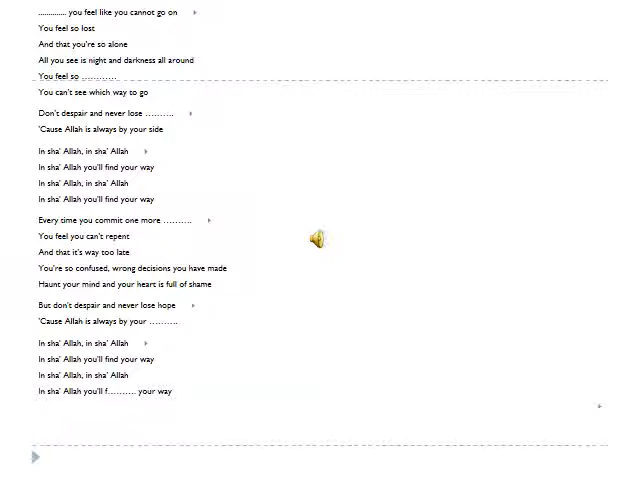 ............. you feel like you cannot go on
You feel so lost
And that you're so alone
All you see is night and darkness all around
You feel so …………
You can't see which way to go
Don't despair and never lose ……….
'Cause Allah is always by your side
In sha' Allah, in sha' Allah
In sha' Allah you'll find your way
In sha' Allah, in sha' Allah
In sha' Allah you'll find your way
Every time you commit one more ……….
You feel you can't repent
And that it's way too late
You're so confused, wrong decisions you have made
Haunt your mind and your heart is full of shame
But don't despair and never lose hope
'Cause Allah is always by your ……….
In sha' Allah, in sha' Allah
In sha' Allah you'll find your way
In sha' Allah, in sha' Allah
In sha' Allah you'll f………. your way